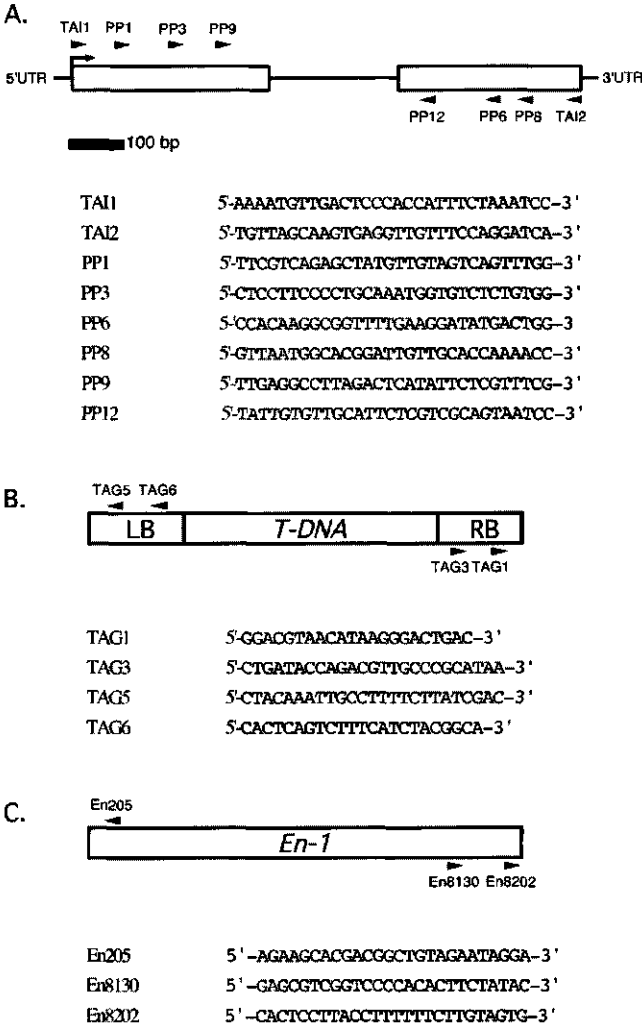 A.
TAI1 PP1 PP3 PP9
5'UTR 3'UTR
PP12 PP6 PP8 TAI2
100 bp
TAI1 5'-AAAATGTTGACTCCCACCATTTCTAAATCC-3'
TAI2 5'-TGTTAGCAAGTGAGGTTGTTTCCAGGATCA-3'
PP1 5'-TTCGTCAGAGCTATGTTGTAGTCAGTTTGG-3'
PP3 5'-CTCCTTCCCCTGCAAATGGTGTCTCTGTGG-3'
PP6 5'-CCACAAGGCGGTTTTGAAGGATATGACTGG-3
PP8 5'-GTTAATGGCACGGATTGTTGCACCAAAACC-3'
PP9 5'-TTGAGGCCTTAGACTCATATTCTCGTTTCG-3'
PP12 5'-TATTGTGTTGCATTCTCGTCGCAGTAATCC-3'
B.
TAG5 TAG6
LB T-DNA RB
TAG3 TAG1
TAG1 5'-GGACGTAACATAAGGGACTGAC-3'
TAG3 5'-CTGATACCAGACGTTGCCCGCATAA-3'
TAG5 5'-CTACAAATTGCCTTTTCTTATCGAC-3'
TAG6 5'-CACTCAGTCTTTCATCTACGGCA-3'
C.
En205
En-1
En8130 En8202
En205 5'-AGAAGCACGACGGCTGTAGAATAGGA-3'
En8130 5'-GAGCGTCGGTCCCCACACTTCTATAC-3'
En8202 5'-CACTCCTTACCTTTTTTCTTGTAGTG-3'